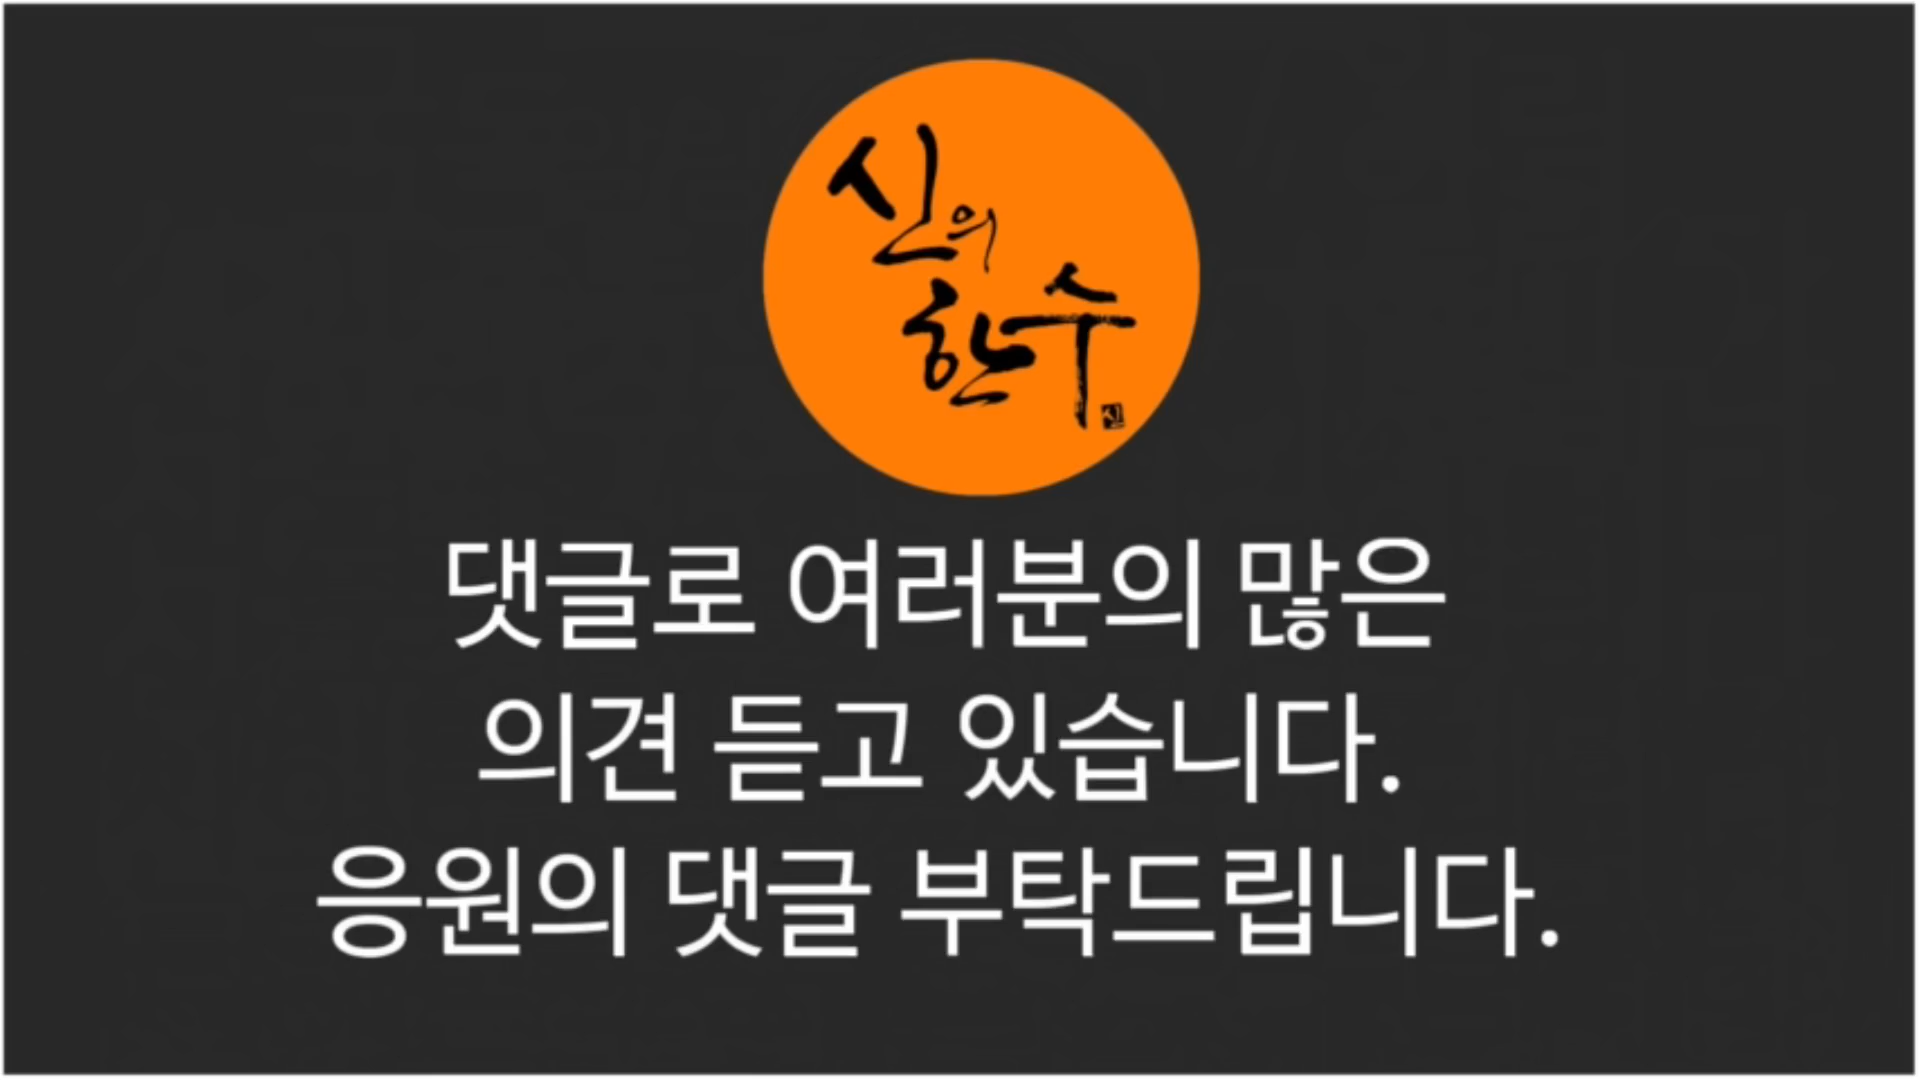 신의
한수
신
댓글로 여러분의 많은
의견 듣고 있습니다.
응원의 댓글 부탁드립니다.